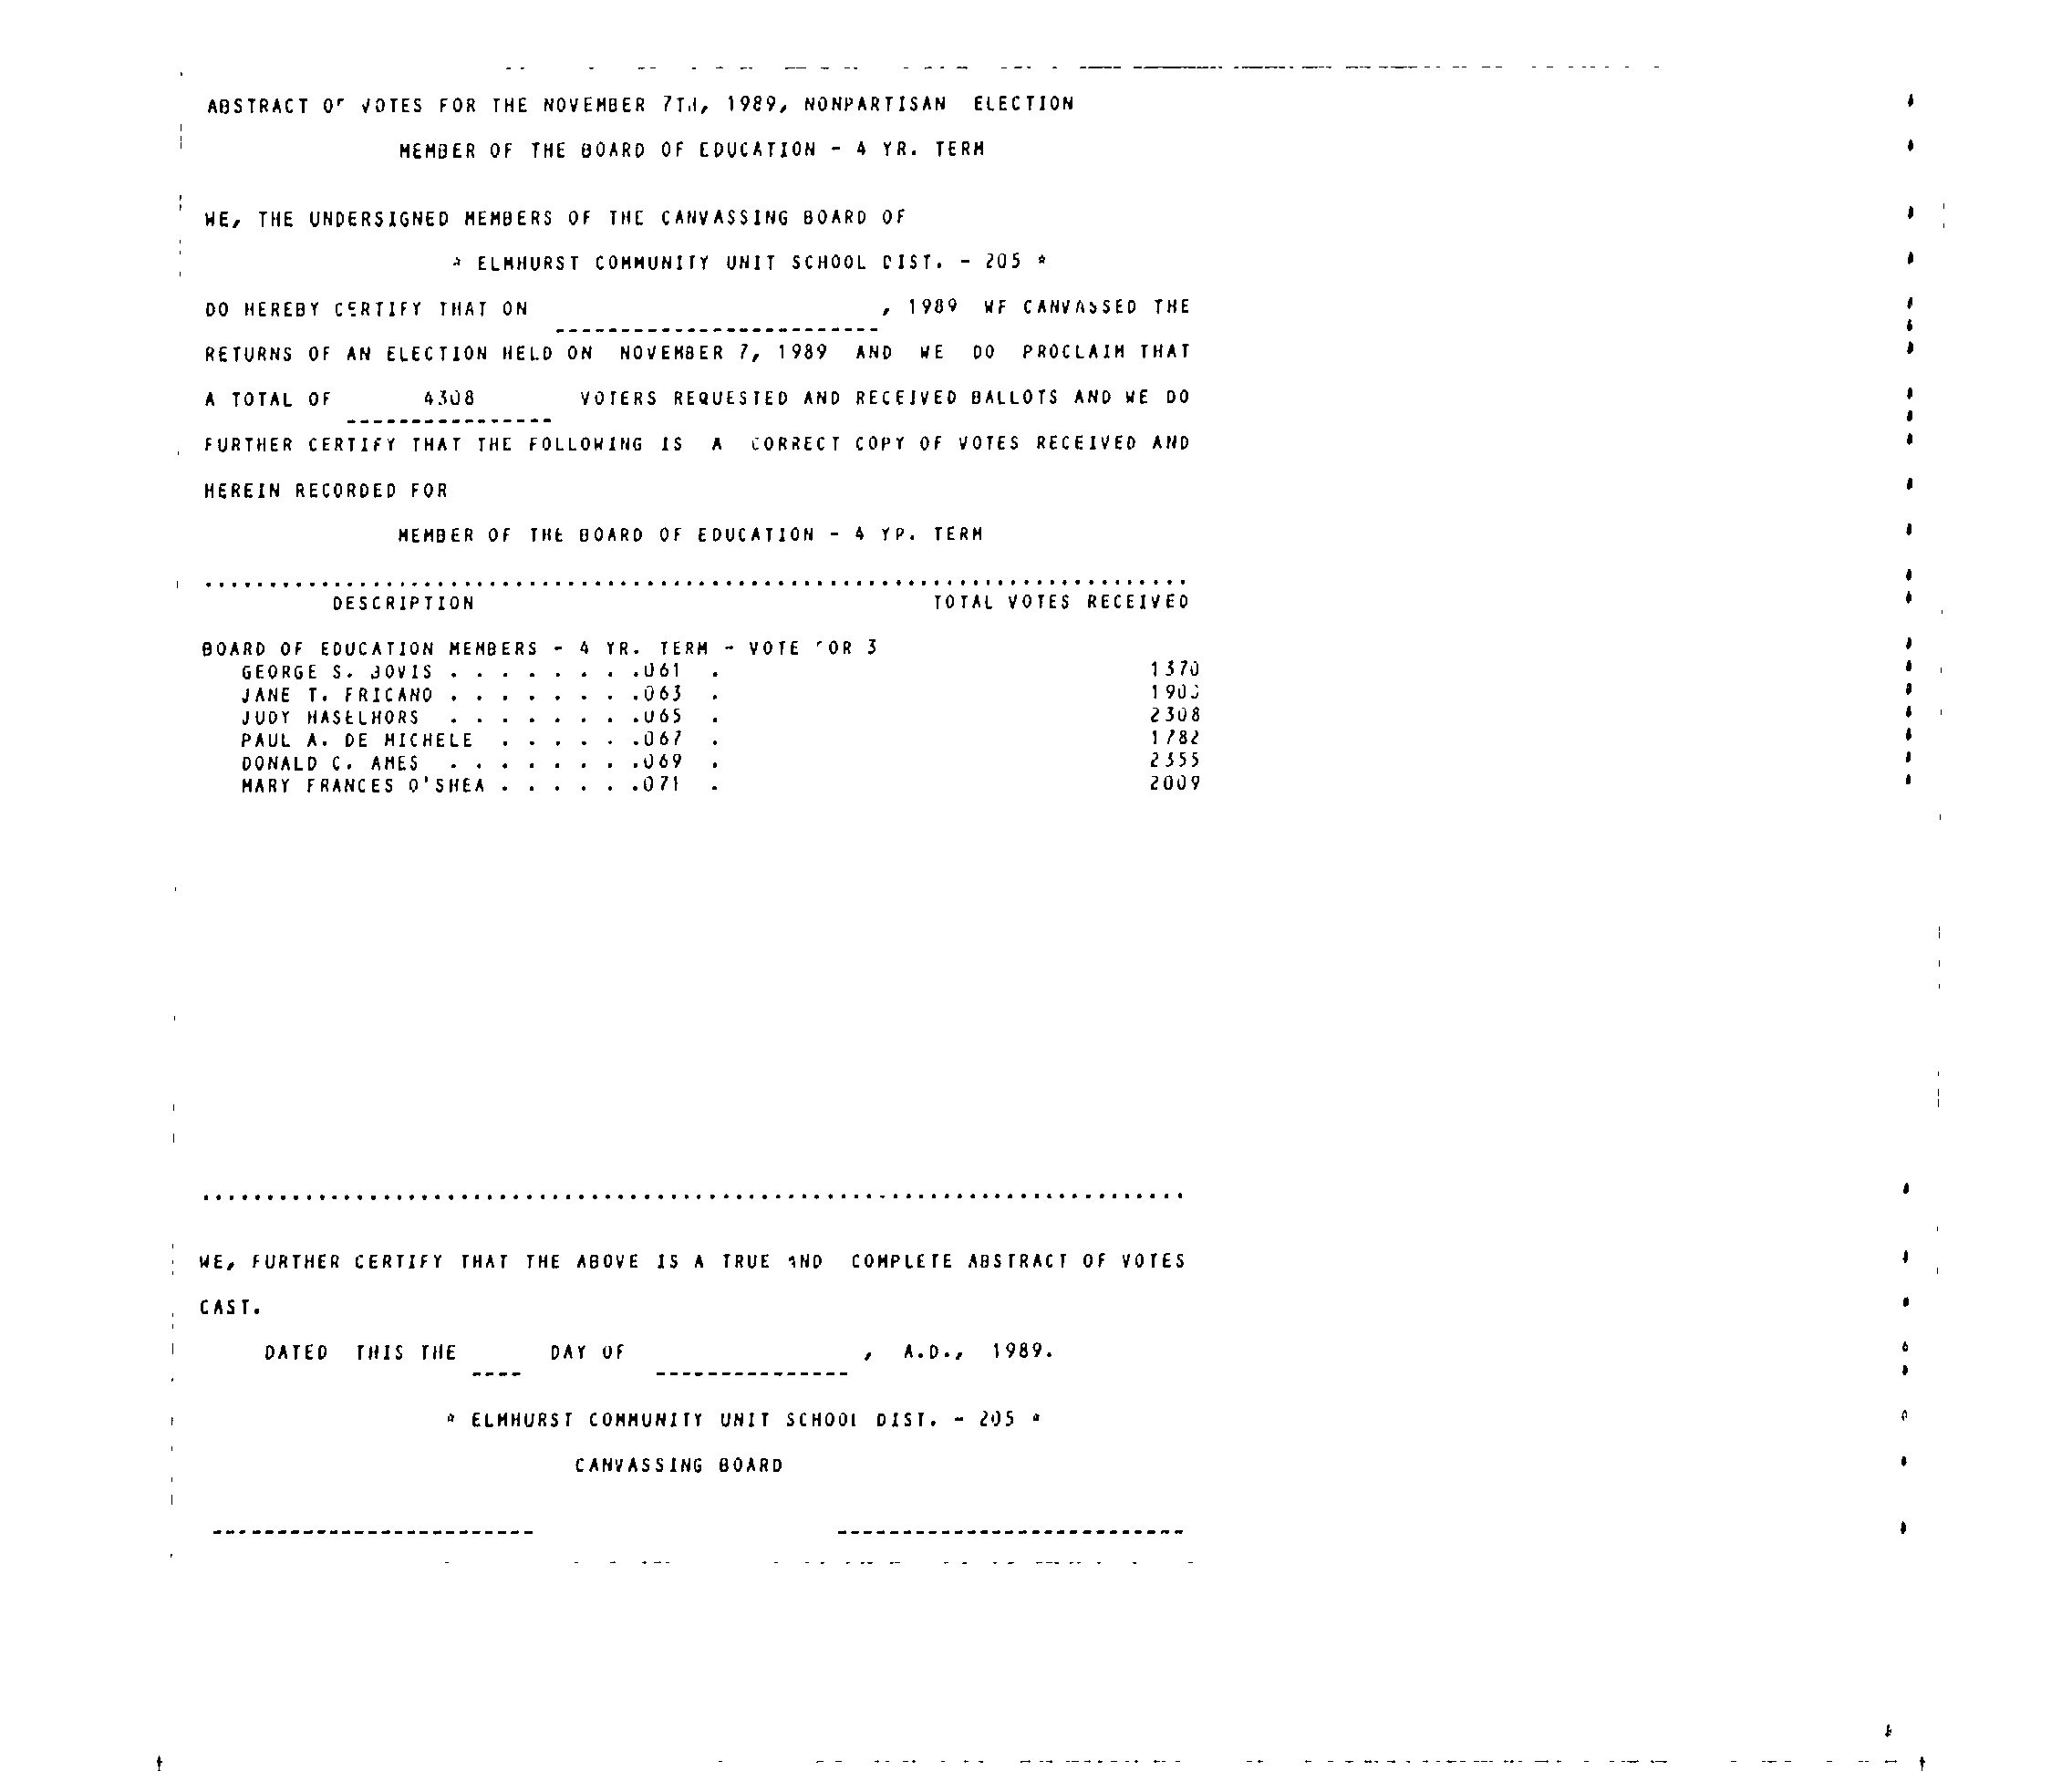 ABSTRACT OF VOTES FOR THE NOVEMBER 7TH, 1989, NONPARTISAN ELECTION
MEMBER OF THE BOARD OF EDUCATION - 4 YR. TERM
WE, THE UNDERSIGNED MEMBERS OF THE CANVASSING BOARD OF
* ELMHURST COMMUNITY UNIT SCHOOL DIST. - 205 *
DO HEREBY CERTIFY THAT ON , 1989 WE CANVASSED THE
RETURNS OF AN ELECTION HELD ON NOVEMBER 7, 1989 AND WE DO PROCLAIM THAT
A TOTAL OF 4308 VOTERS REQUESTED AND RECEIVED BALLOTS AND WE DO
FURTHER CERTIFY THAT THE FOLLOWING IS A CORRECT COPY OF VOTES RECEIVED AND
HEREIN RECORDED FOR
MEMBER OF THE BOARD OF EDUCATION - 4 YR. TERM
DESCRIPTION TOTAL VOTES RECEIVED
BOARD OF EDUCATION MEMBERS - 4 YR. TERM - VOTE FOR 3
GEORGE S. . . . . . . . .061 . 1370
JANE T. FRICANO . . . . . . . .063 .
JUDY HASELHORS . . . . . . . .065 . 2308
PAUL A. DE MICHELE . . . . . .067 . 1782
DONALD C. AMES . . . . . . . .069 . 2355
MARY FRANCES O'SHEA . . . . . .071 . 2009
WE, FURTHER CERTIFY THAT THE ABOVE IS A TRUE AND COMPLETE ABSTRACT OF VOTES
CAST.
DATED THIS THE DAY OF , A.D., 1989.
* ELMHURST COMMUNITY UNIT SCHOOL DIST. - 205 *
CANVASSING BOARD